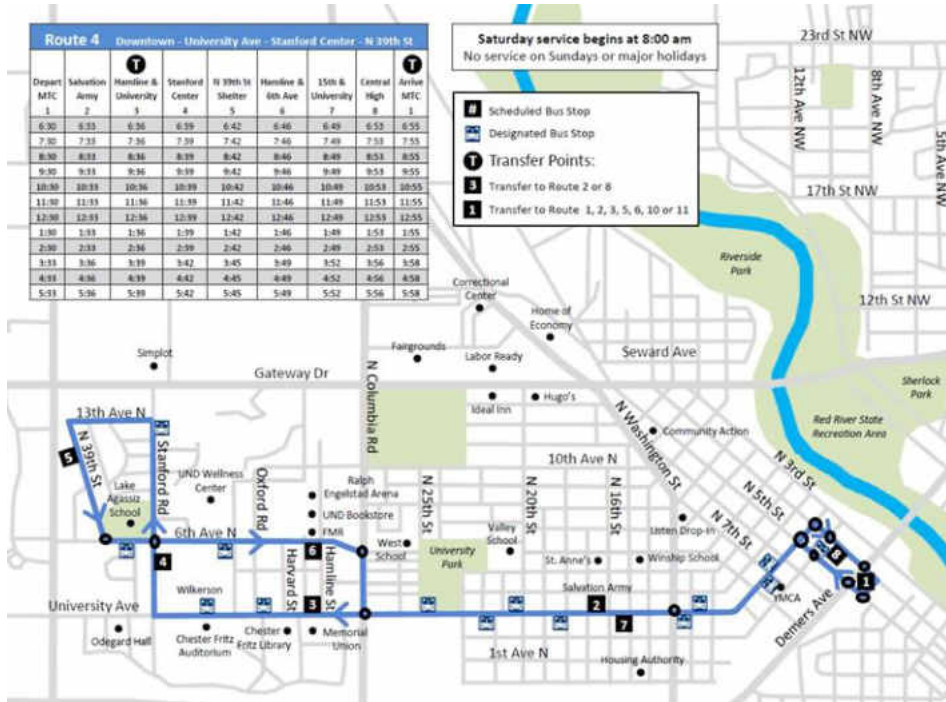 Route 4 Downtown - University Ave - Stanford Center - N 39th St
T T
Depart MTC Salvation Army Hamline & University Stanford Center N 39th St Shelter Hamline & 6th Ave 15th & University Central High Arrive MTC
1 2 3 4 5 6 7 8 1
6:30 6:33 6:36 6:39 6:42 6:46 6:49 6:53 6:55
7:30 7:33 7:36 7:39 7:42 7:46 7:49 7:53 7:55
8:30 8:33 8:36 8:39 8:42 8:46 8:49 8:53 8:55
9:30 9:33 9:36 9:39 9:42 9:46 9:49 9:53 9:55
10:30 10:33 10:36 10:39 10:42 10:46 10:49 10:53 10:55
11:30 11:33 11:36 11:39 11:42 11:46 11:49 11:53 11:55
12:30 12:33 12:36 12:39 12:42 12:46 12:49 12:53 12:55
1:30 1:33 1:36 1:39 1:42 1:46 1:49 1:53 1:55
2:30 2:33 2:36 2:39 2:42 2:46 2:49 2:53 2:55
3:33 3:36 3:39 3:42 3:45 3:49 3:52 3:56 3:58
4:33 4:36 4:39 4:42 4:45 4:49 4:52 4:56 4:58
5:33 5:36 5:39 5:42 5:45 5:49 5:52 5:56 5:58
Saturday service begins at 8:00 am
No service on Sundays or major holidays
# Scheduled Bus Stop
Designated Bus Stop
T Transfer Points:
3 Transfer to Route 2 or 8
1 Transfer to Route 1, 2, 3, 5, 6, 10 or 11
23rd St NW
12th Ave NW
8th Ave NW
5th Ave NW
17th St NW
Riverside
Park
12th St NW
Correctional
Center
Home of
Economy
Fairgrounds
Labor Ready
Seward Ave
Simplot
Gateway Dr
N Columbia Rd
Ideal Inn
Hugo's
Sherlock
Park
Red River State
Recreation Area
13th Ave N
N 39th St
5
Stanford Rd
N Washington St
Community Action
10th Ave N
N 3rd St
UND Wellness
Center
Oxford Rd
Ralph
Engelstad Arena
N 25th St
N 20th St
N 16th St
N 5th St
N 7th St
Lake
Agassiz
School
UND Bookstore
FMR
6th Ave N
West
School
Valley
School
Listen Drop-in
4
6
University
Park
St. Anne's
Winship School
8
1
Wilkerson
Harvard St
Hamline St
Salvation Army
YMCA
Demers Ave
University Ave
3
2
7
Odegard Hall
Chester Fritz
Auditorium
Chester
Fritz Library
Memorial
Union
1st Ave N
Housing Authority